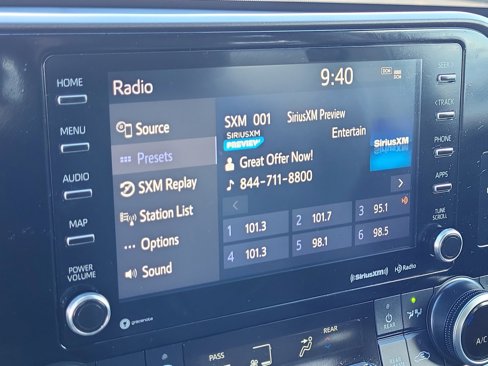 HOME
MENU
AUDIO
MAP
POWER
VOLUME
Radio
9:40
Source
Presets
SXM Replay
Station List
Options
Sound
SXM 001 SiriusXM Preview
SIRIUSXM
PREVIEW
Entertain
SiriusXM
Great Offer Now!
844-711-8800
1 101.3
2 101.7
3 95.1
4 101.3
5 98.1
6 98.5
gracenote
SiriusXM
HD Radio
SEEK
TRACK
PHONE
APPS
TUNE
SCROLL
PASS
REAR
REAR
A/C